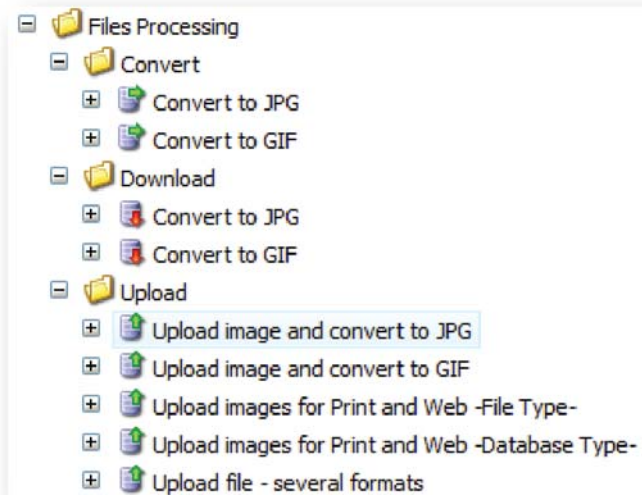 Files Processing
Convert
Convert to JPG
Convert to GIF
Download
Convert to JPG
Convert to GIF
Upload
Upload image and convert to JPG
Upload image and convert to GIF
Upload images for Print and Web -File Type-
Upload images for Print and Web -Database Type-
Upload file - several formats